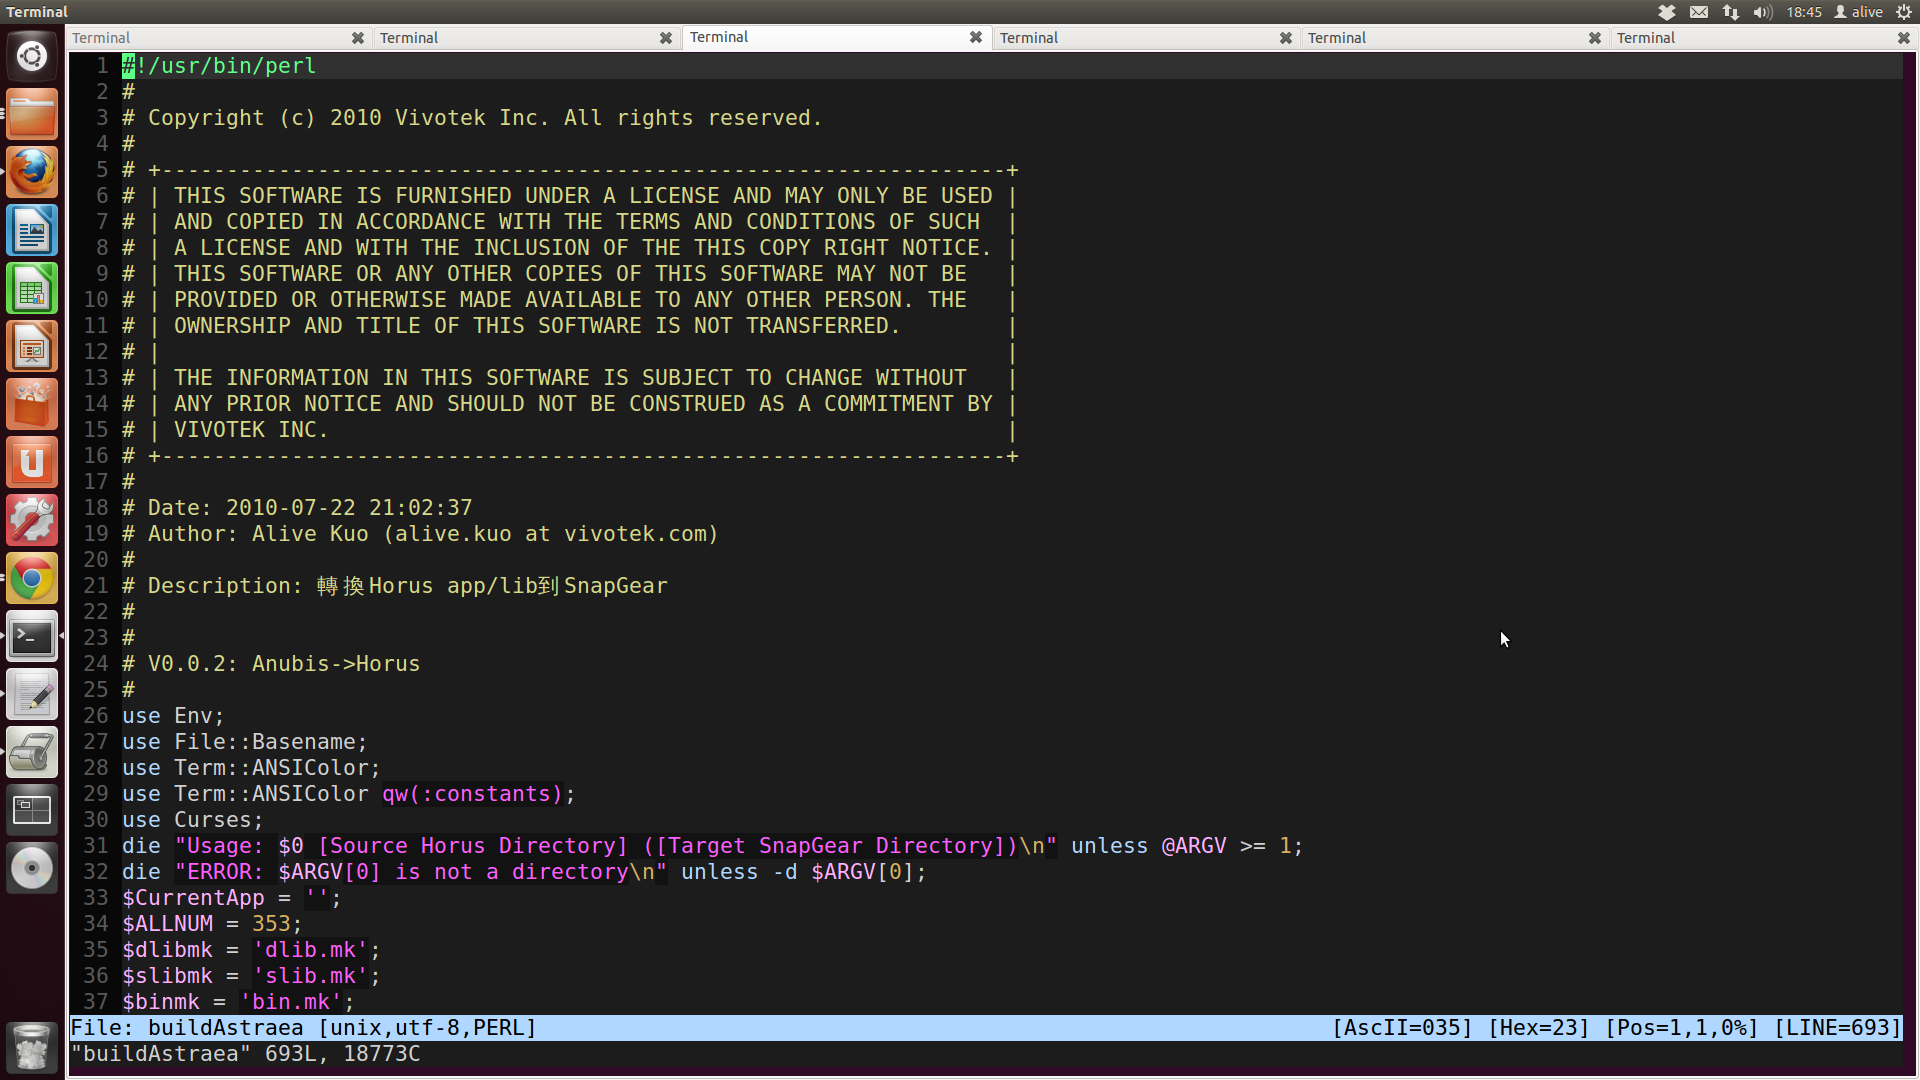 Terminal
18:45 alive
Terminal Terminal Terminal Terminal Terminal Terminal
1 #!/usr/bin/perl
2 #
3 # Copyright (c) 2010 Vivotek Inc. All rights reserved.
4 #
5 # +-----------------------------------------------------------------+
6 # | THIS SOFTWARE IS FURNISHED UNDER A LICENSE AND MAY ONLY BE USED |
7 # | AND COPIED IN ACCORDANCE WITH THE TERMS AND CONDITIONS OF SUCH  |
8 # | A LICENSE AND WITH THE INCLUSION OF THE THIS COPY RIGHT NOTICE. |
9 # | THIS SOFTWARE OR ANY OTHER COPIES OF THIS SOFTWARE MAY NOT BE   |
10 # | PROVIDED OR OTHERWISE MADE AVAILABLE TO ANY OTHER PERSON. THE   |
11 # | OWNERSHIP AND TITLE OF THIS SOFTWARE IS NOT TRANSFERRED.        |
12 # |                                                                 |
13 # | THE INFORMATION IN THIS SOFTWARE IS SUBJECT TO CHANGE WITHOUT   |
14 # | ANY PRIOR NOTICE AND SHOULD NOT BE CONSTRUED AS A COMMITMENT BY |
15 # | VIVOTEK INC.                                                    |
16 # +-----------------------------------------------------------------+
17 #
18 # Date: 2010-07-22 21:02:37
19 # Author: Alive Kuo (alive.kuo at vivotek.com)
20 #
21 # Description: 轉換Horus app/lib到SnapGear
22 #
23 #
24 # V0.0.2: Anubis->Horus
25 #
26 use Env;
27 use File::Basename;
28 use Term::ANSIColor;
29 use Term::ANSIColor qw(:constants);
30 use Curses;
31 die "Usage: $0 [Source Horus Directory] ([Target SnapGear Directory])\n" unless @ARGV >= 1;
32 die "ERROR: $ARGV[0] is not a directory\n" unless -d $ARGV[0];
33 $CurrentApp = '';
34 $ALLNUM = 353;
35 $dlibmk = 'dlib.mk';
36 $slibmk = 'slib.mk';
37 $binmk = 'bin.mk';
File: buildAstraea [unix,utf-8,PERL] [AscII=035] [Hex=23] [Pos=1,1,0%] [LINE=693]
"buildAstraea" 693L, 18773C